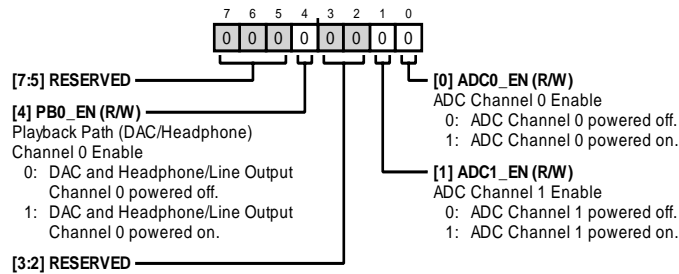 7 6 5 4 3 2 1 0
0 0 0 0 0 0 0 0
[7:5] RESERVED
[4] PB0_EN (R/W)
Playback Path (DAC/Headphone)
Channel 0 Enable
0: DAC and Headphone/Line Output
Channel 0 powered off.
1: DAC and Headphone/Line Output
Channel 0 powered on.
[3:2] RESERVED
[0] ADC0_EN (R/W)
ADC Channel 0 Enable
0: ADC Channel 0 powered off.
1: ADC Channel 0 powered on.
[1] ADC1_EN (R/W)
ADC Channel 1 Enable
0: ADC Channel 1 powered off.
1: ADC Channel 1 powered on.